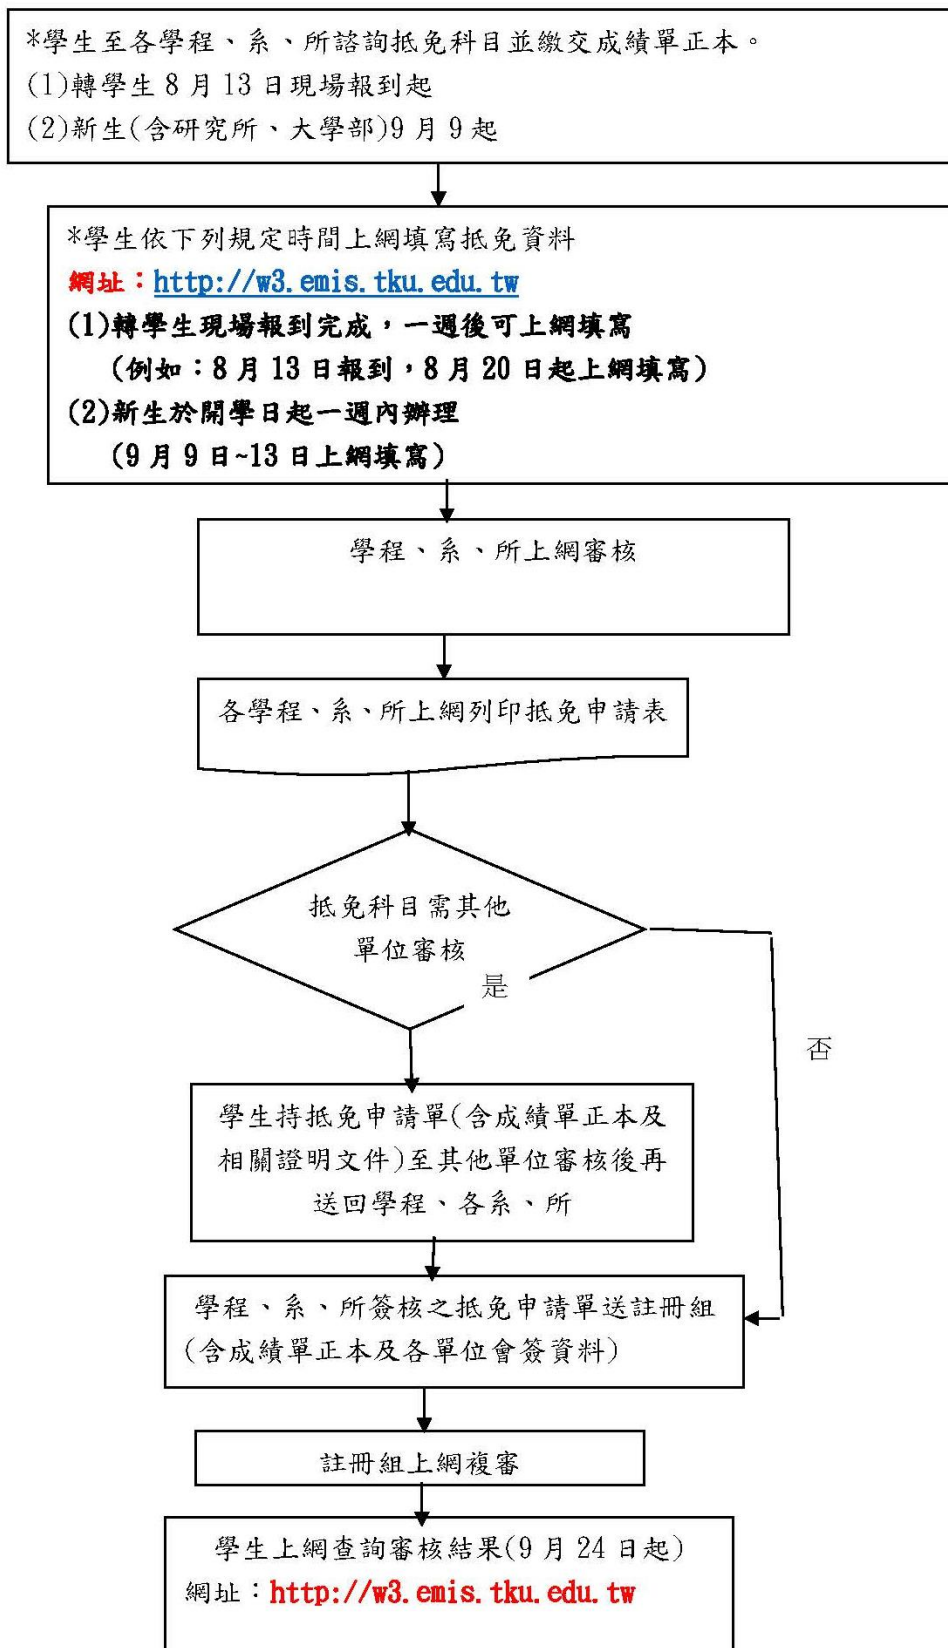 *學生至各學程、系、所諮詢抵免科目並繳交成績單正本。
(1)轉學生 8 月 13 日現場報到起
(2)新生(含研究所、大學部)9 月 9 起
*學生依下列規定時間上網填寫抵免資料
網址：http://w3.emis.tku.edu.tw
(1)轉學生現場報到完成，一週後可上網填寫
(例如：8 月 13 日報到，8 月 20 日起上網填寫)
(2)新生於開學日起一週內辦理
(9 月 9 日~13 日上網填寫)
學程、系、所上網審核
各學程、系、所上網列印抵免申請表
抵免科目需其他
單位審核
是
否
學生持抵免申請單(含成績單正本及
相關證明文件)至其他單位審核後再
送回學程、各系、所
學程、系、所簽核之抵免申請單送註冊組
(含成績單正本及各單位會簽資料)
註冊組上網複審
學生上網查詢審核結果(9 月 24 日起)
網址：http://w3.emis.tku.edu.tw